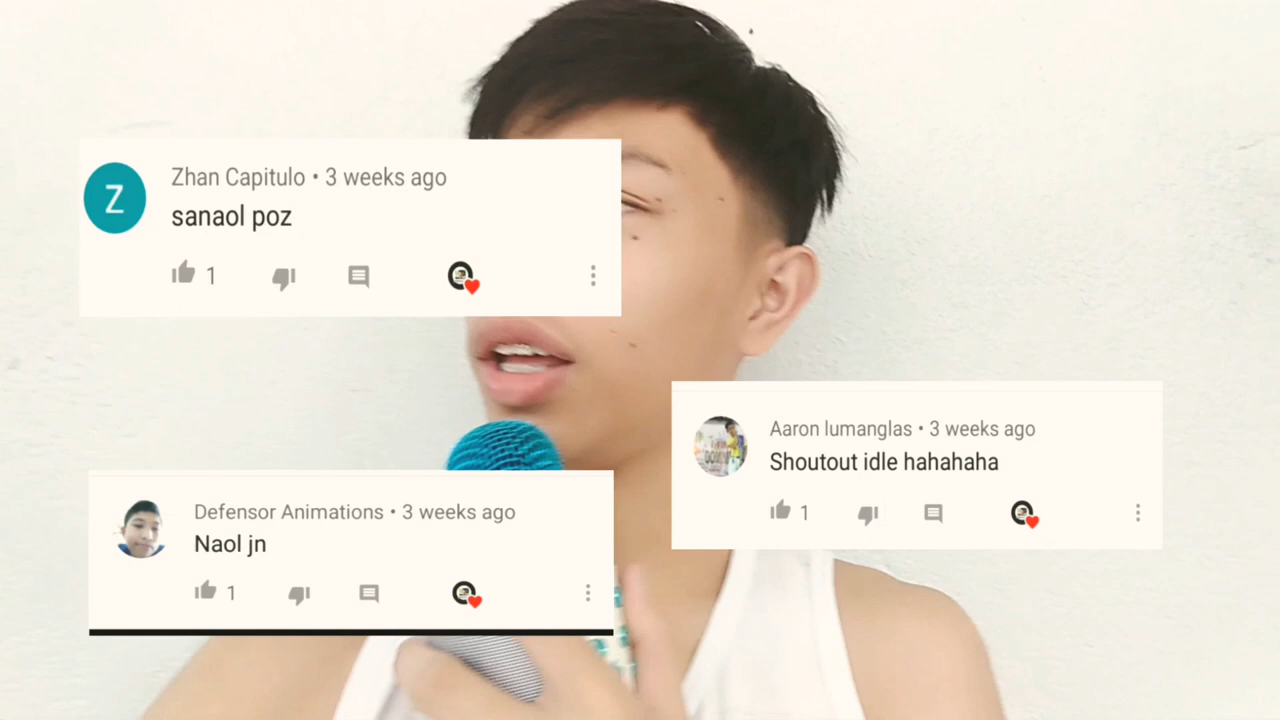 Z
Zhan Capitulo • 3 weeks ago
sanaol poz
1
Aaron lumanglas • 3 weeks ago
Shoutout idle hahahaha
1
Defensor Animations • 3 weeks ago
Naol jn
1